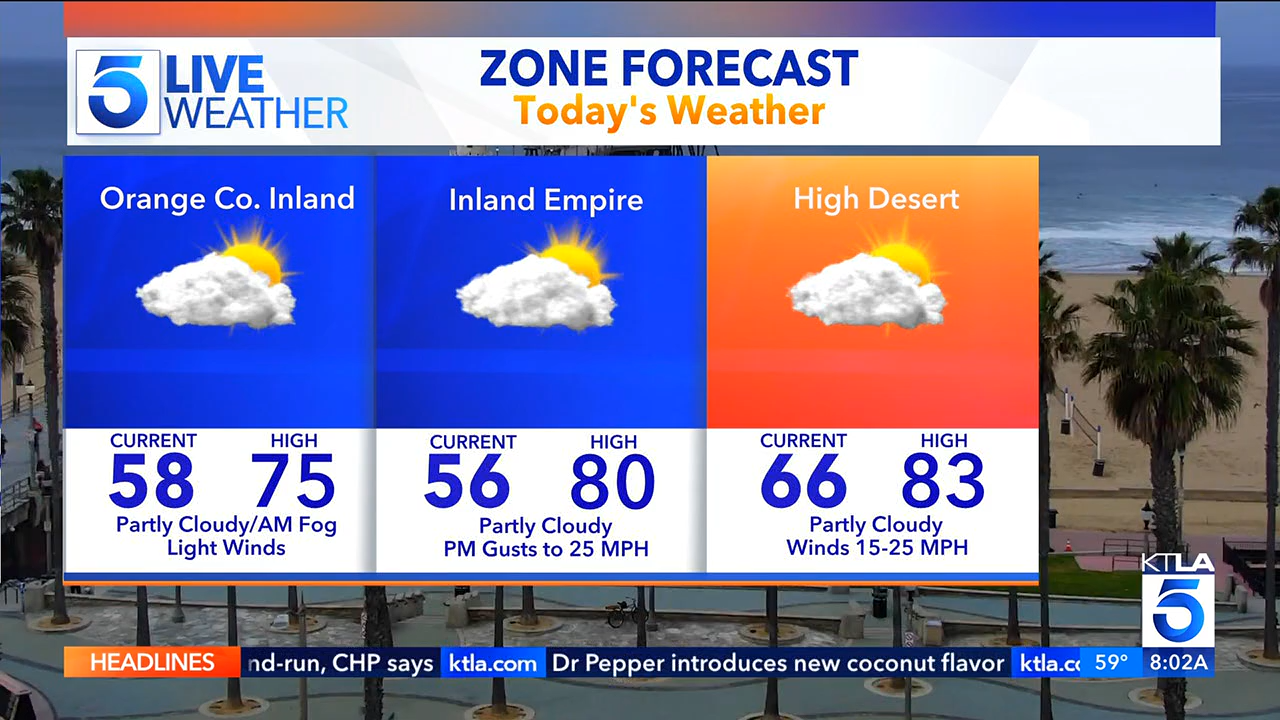 5 LIVE
WEATHER
ZONE FORECAST
Today's Weather
Orange Co. Inland
CURRENT HIGH
58 75
Partly Cloudy/AM Fog
Light Winds
Inland Empire
CURRENT HIGH
56 80
Partly Cloudy
PM Gusts to 25 MPH
High Desert
CURRENT HIGH
66 83
Partly Cloudy
Winds 15-25 MPH
KTLA
5
HEADLINES nd-run, CHP says ktla.com Dr Pepper introduces new coconut flavor ktla.c 59° 8:02A